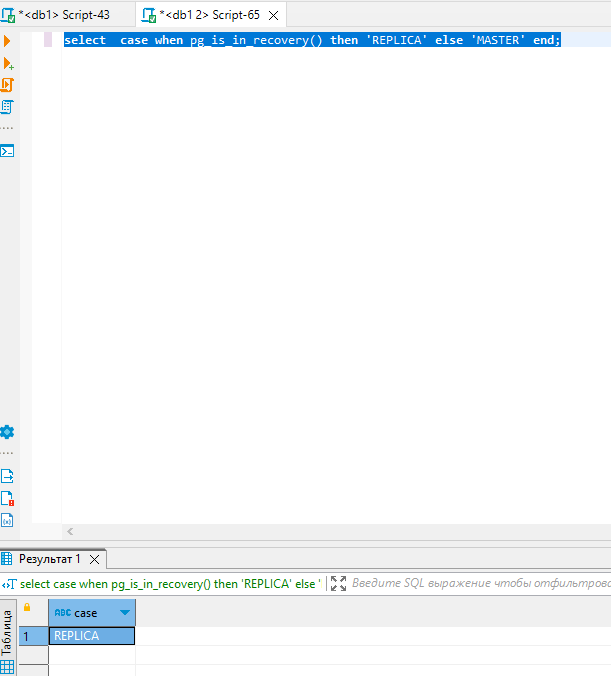 *<db1> Script-43
*<db1 2> Script-65
select  case when pg_is_in_recovery() then 'REPLICA' else 'MASTER' end;
Результат 1
select case when pg_is_in_recovery() then 'REPLICA' else '
Введите SQL выражение чтобы отфильтрова
Таблица
ABC case
1 REPLICA